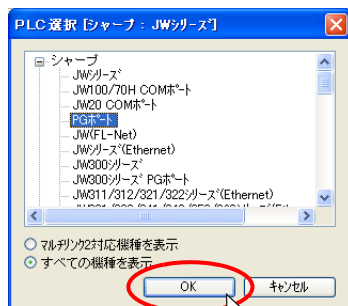 PLC選択 [シャープ : JWｼﾘｰｽﾞ]
シャープ
JWｼﾘｰｽﾞ
JW100/70H COMﾎﾟｰﾄ
JW20 COMﾎﾟｰﾄ
PGﾎﾟｰﾄ
JW(FL-Net)
JWｼﾘｰｽﾞ(Ethernet)
JW300ｼﾘｰｽﾞ
JW300ｼﾘｰｽﾞ PGﾎﾟｰﾄ
JW311/312/321/322ｼﾘｰｽﾞ(Ethernet)
マルチリンク2対応機種を表示
すべての機種を表示
OK
キャンセル